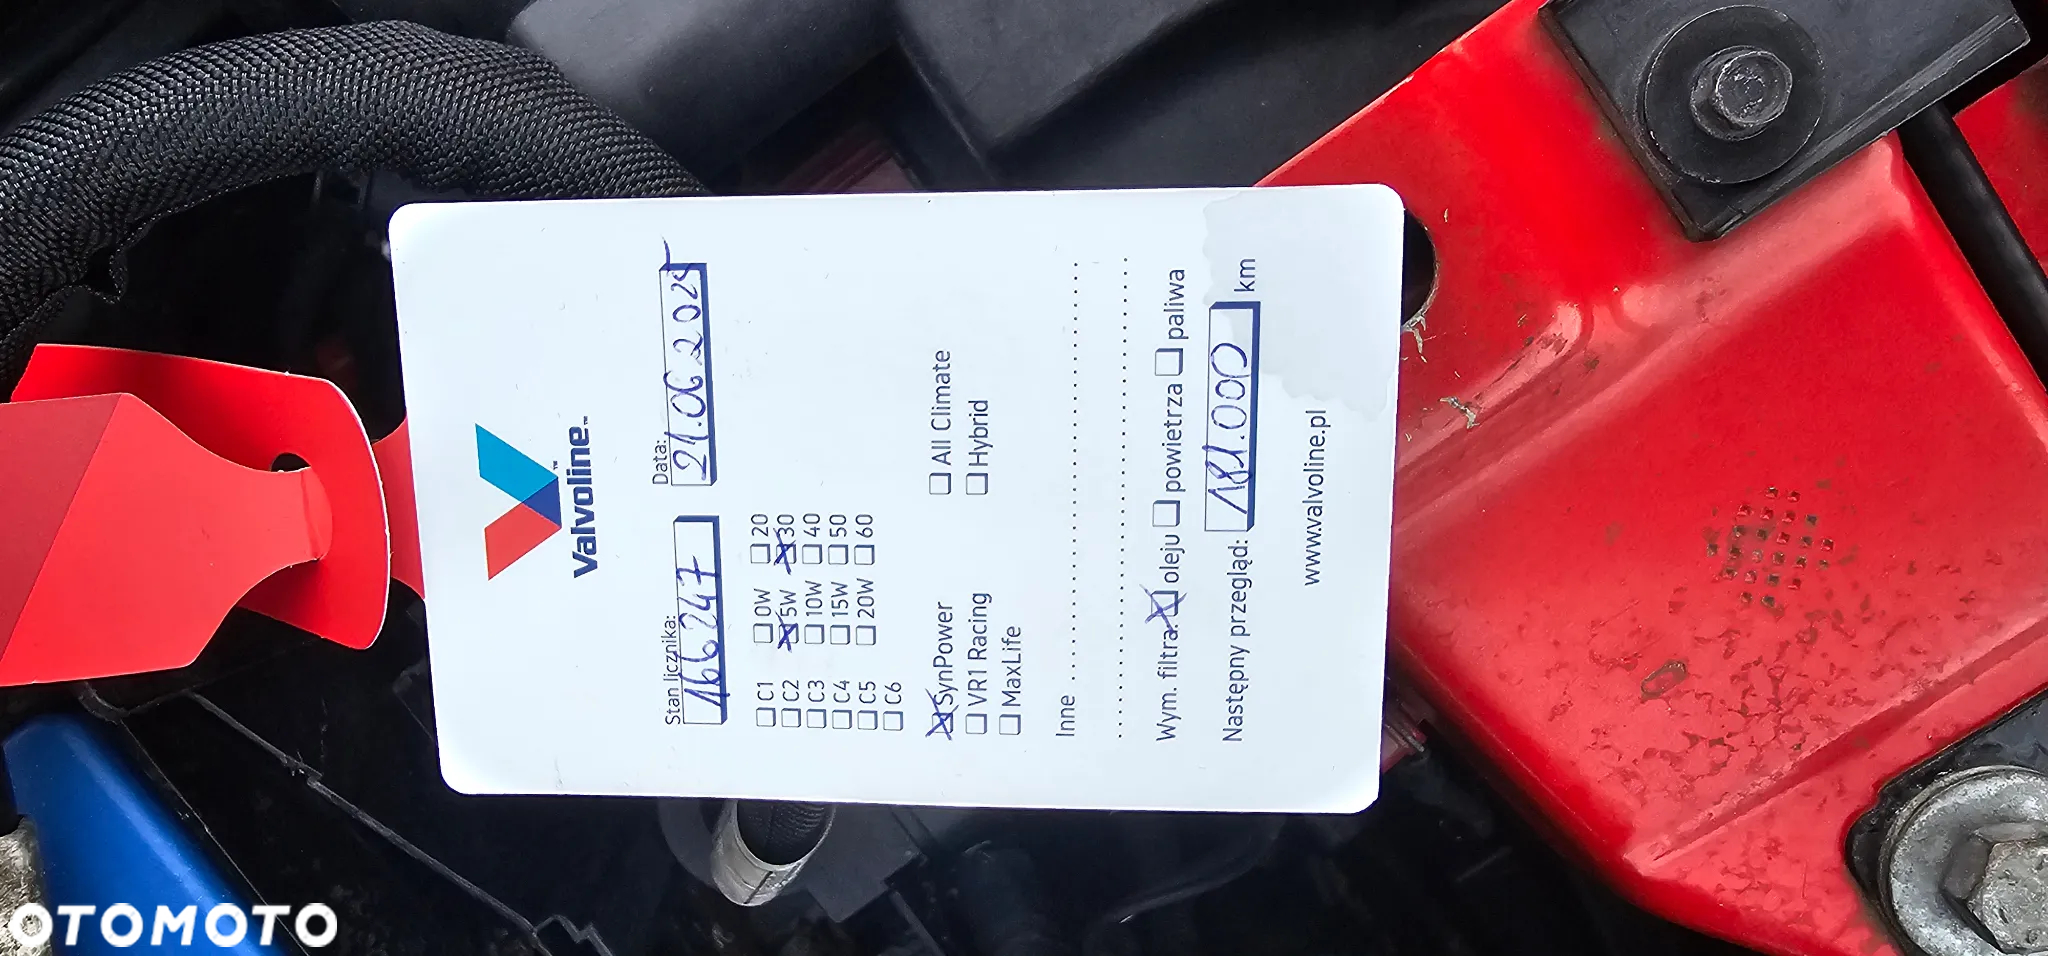 Valvoline™
Stan licznika: Data:
166247 21.06.2025
☐ C1 ☐ 0W ☐ 20
☐ C2 ☒ 5W ☒ 30
☐ C3 ☐ 10W ☐ 40
☐ C4 ☐ 15W ☐ 50
☐ C5 ☐ 20W ☐ 60
☐ C6
☒ SynPower ☐ All Climate
☐ VR1 Racing ☐ Hybrid
☐ MaxLife
Inne ..........
..........
Wym. filtra: ☒ oleju ☐ powietrza ☐ paliwa
Następny przegląd: 181.000 km
www.valvoline.pl
OTOMOTO